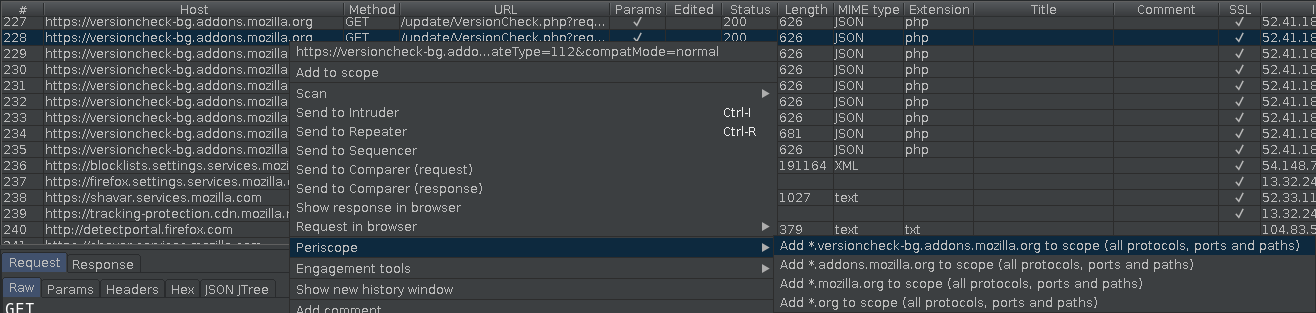 # Host Method URL Params Edited Status Length MIME type Extension Title Comment SSL
227 https://versioncheck-bg.addons.mozilla.org GET /update/VersionCheck.php?req... ✓ 200 626 JSON php ✓ 52.41.18
228 https://versioncheck-bg.addons.mozilla.org GET /update/VersionCheck.php?req... ✓ 200 626 JSON php ✓ 52.41.18
229 https://versioncheck-bg.addons.mozi 626 JSON php ✓ 52.41.18
230 https://versioncheck-bg.addons.mozi 626 JSON php ✓ 52.41.18
231 https://versioncheck-bg.addons.mozi 626 JSON php ✓ 52.41.18
232 https://versioncheck-bg.addons.mozi 626 JSON php ✓ 52.41.18
233 https://versioncheck-bg.addons.mozi 626 JSON php ✓ 52.41.18
234 https://versioncheck-bg.addons.mozi 681 JSON php ✓ 52.41.18
235 https://versioncheck-bg.addons.mozi 626 JSON php ✓ 52.41.18
236 https://blocklists.settings.services.mozi 191164 XML ✓ 54.148.7
237 https://firefox.settings.services.mozilla. ✓ 13.32.24
238 https://shavar.services.mozilla.com 1027 text ✓ 52.33.11
239 https://tracking-protection.cdn.mozilla.r ✓ 13.32.24
240 http://detectportal.firefox.com 379 text txt 104.83.5
241 https://shavar.services.mozilla.com
https://versioncheck-bg.addo...ateType=112&compatMode=normal
Add to scope
Scan
Send to Intruder Ctrl-I
Send to Repeater Ctrl-R
Send to Sequencer
Send to Comparer (request)
Send to Comparer (response)
Show response in browser
Request in browser
Periscope
Engagement tools
Show new history window
Add comment
Add *.versioncheck-bg.addons.mozilla.org to scope (all protocols, ports and paths)
Add *.addons.mozilla.org to scope (all protocols, ports and paths)
Add *.mozilla.org to scope (all protocols, ports and paths)
Add *.org to scope (all protocols, ports and paths)
Request Response
Raw Params Headers Hex JSON JTree
GET